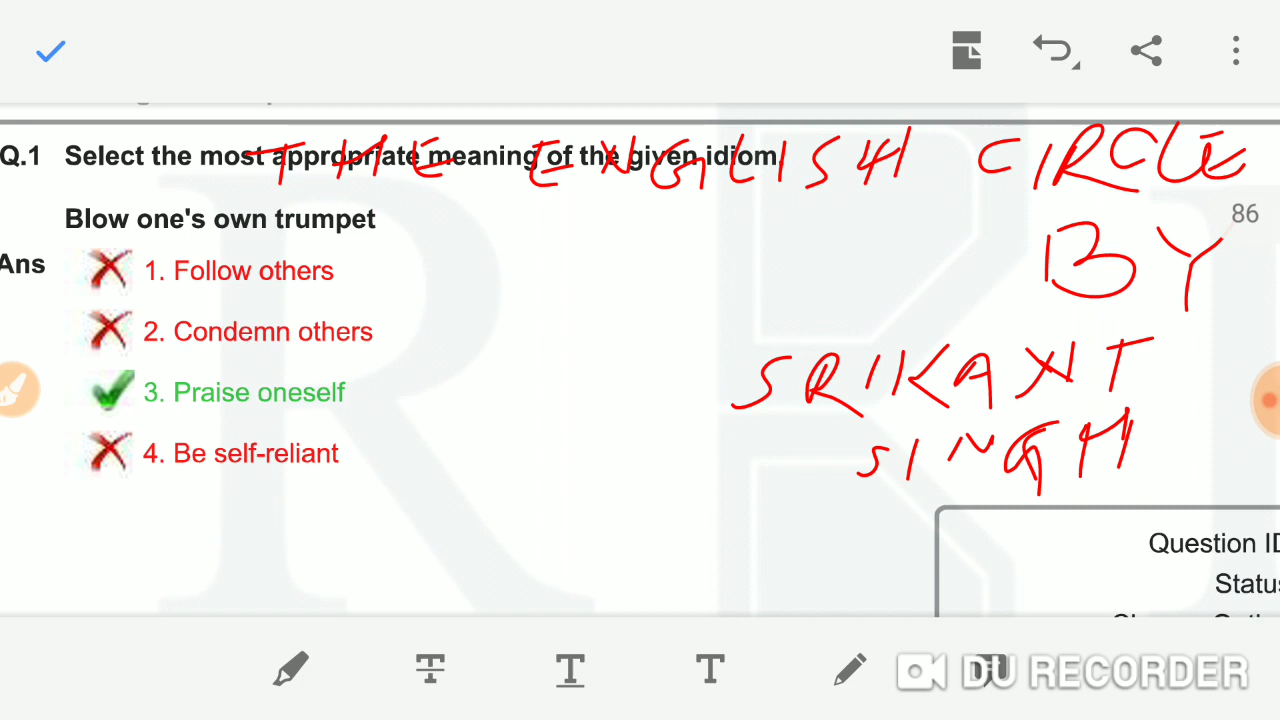 Q.1 Select the most appropriate meaning of the given idiom.
THE ENGLISH CIRCLE
Blow one's own trumpet
86
BY
Ans
1. Follow others
2. Condemn others
3. Praise oneself
SRIKANT
4. Be self-reliant
SINGH
Question ID
Status
T T T
DU RECORDER